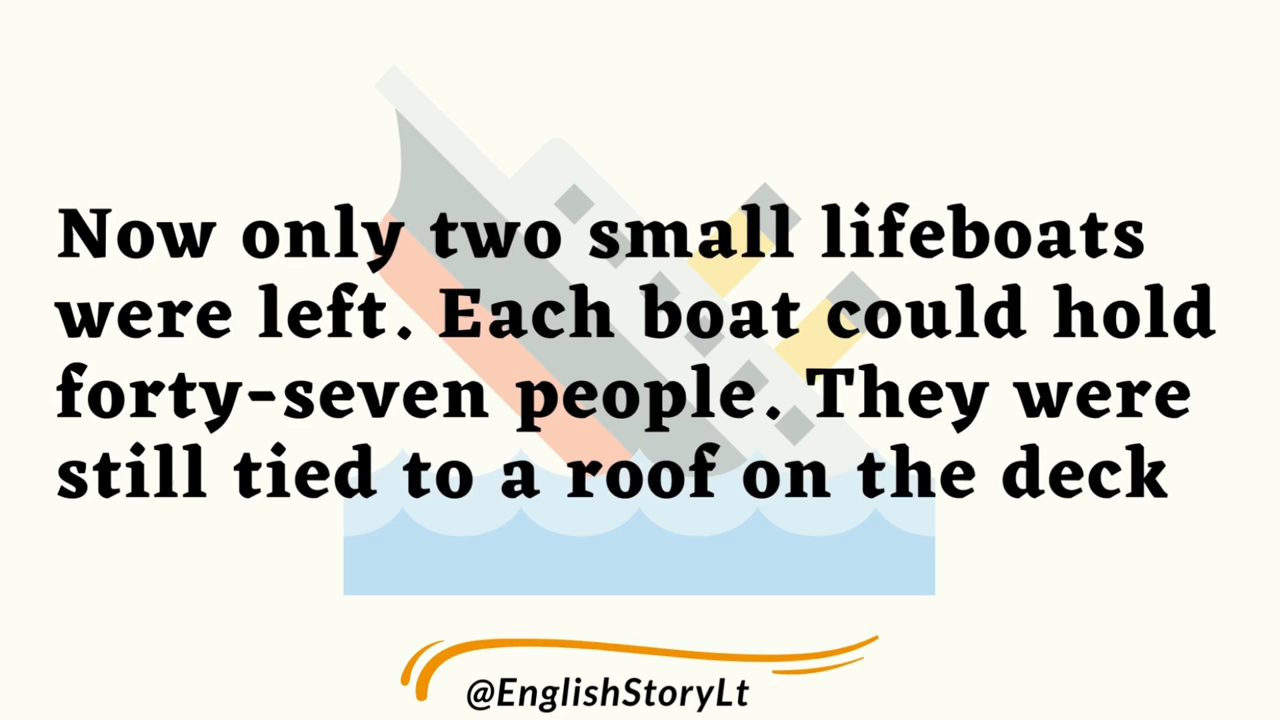 Now only two small lifeboats
were left. Each boat could hold
forty-seven people. They were
still tied to a roof on the deck
@EnglishStoryLt